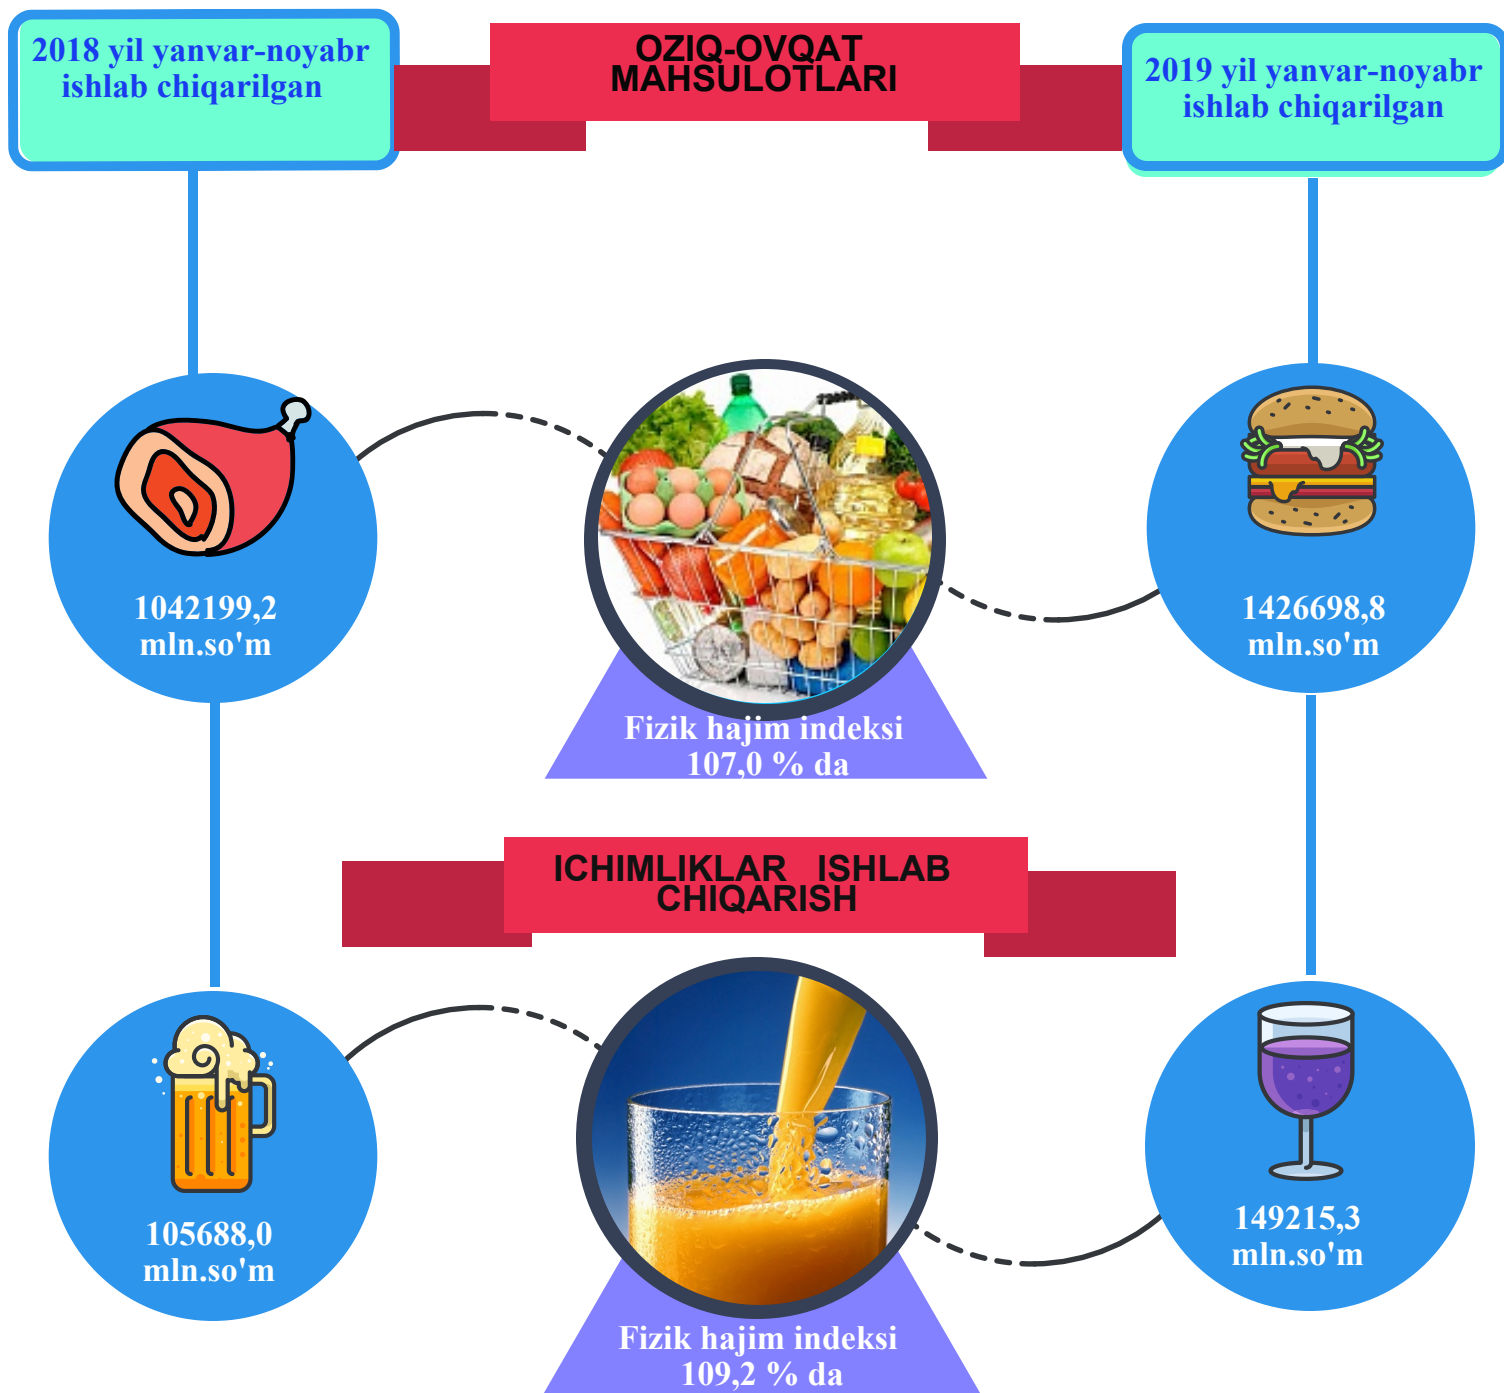 2018 yil yanvar-noyabr
ishlab chiqarilgan
OZIQ-OVQAT
MAHSULOTLARI
2019 yil yanvar-noyabr
ishlab chiqarilgan
1042199,2
mln.so'm
1426698,8
mln.so'm
Fizik hajim indeksi
107,0 % da
ICHIMLIKLAR ISHLAB
CHIQARISH
105688,0
mln.so'm
149215,3
mln.so'm
Fizik hajim indeksi
109,2 % da